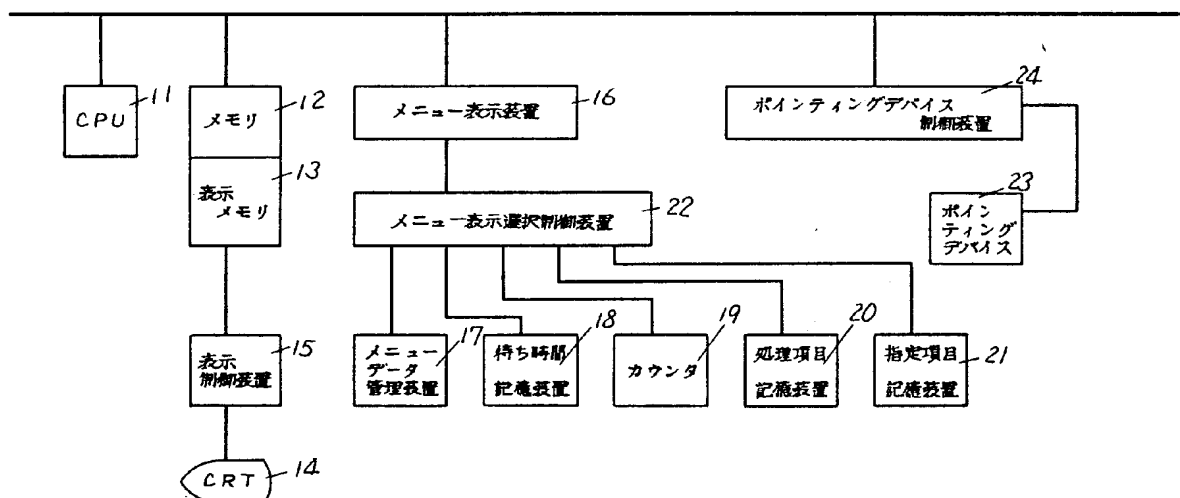 11
CPU
12
メモリ
13
表示
メモリ
16
メニュー表示装置
24
ポインティングデバイス
制御装置
23
ポイン
ティング
デバイス
22
メニュー表示選択制御装置
15
表示
制御装置
14
CRT
17
メニュー
データ
管理装置
18
待ち時間
記憶装置
19
カウンタ
20
処理項目
記憶装置
21
指定項目
記憶装置